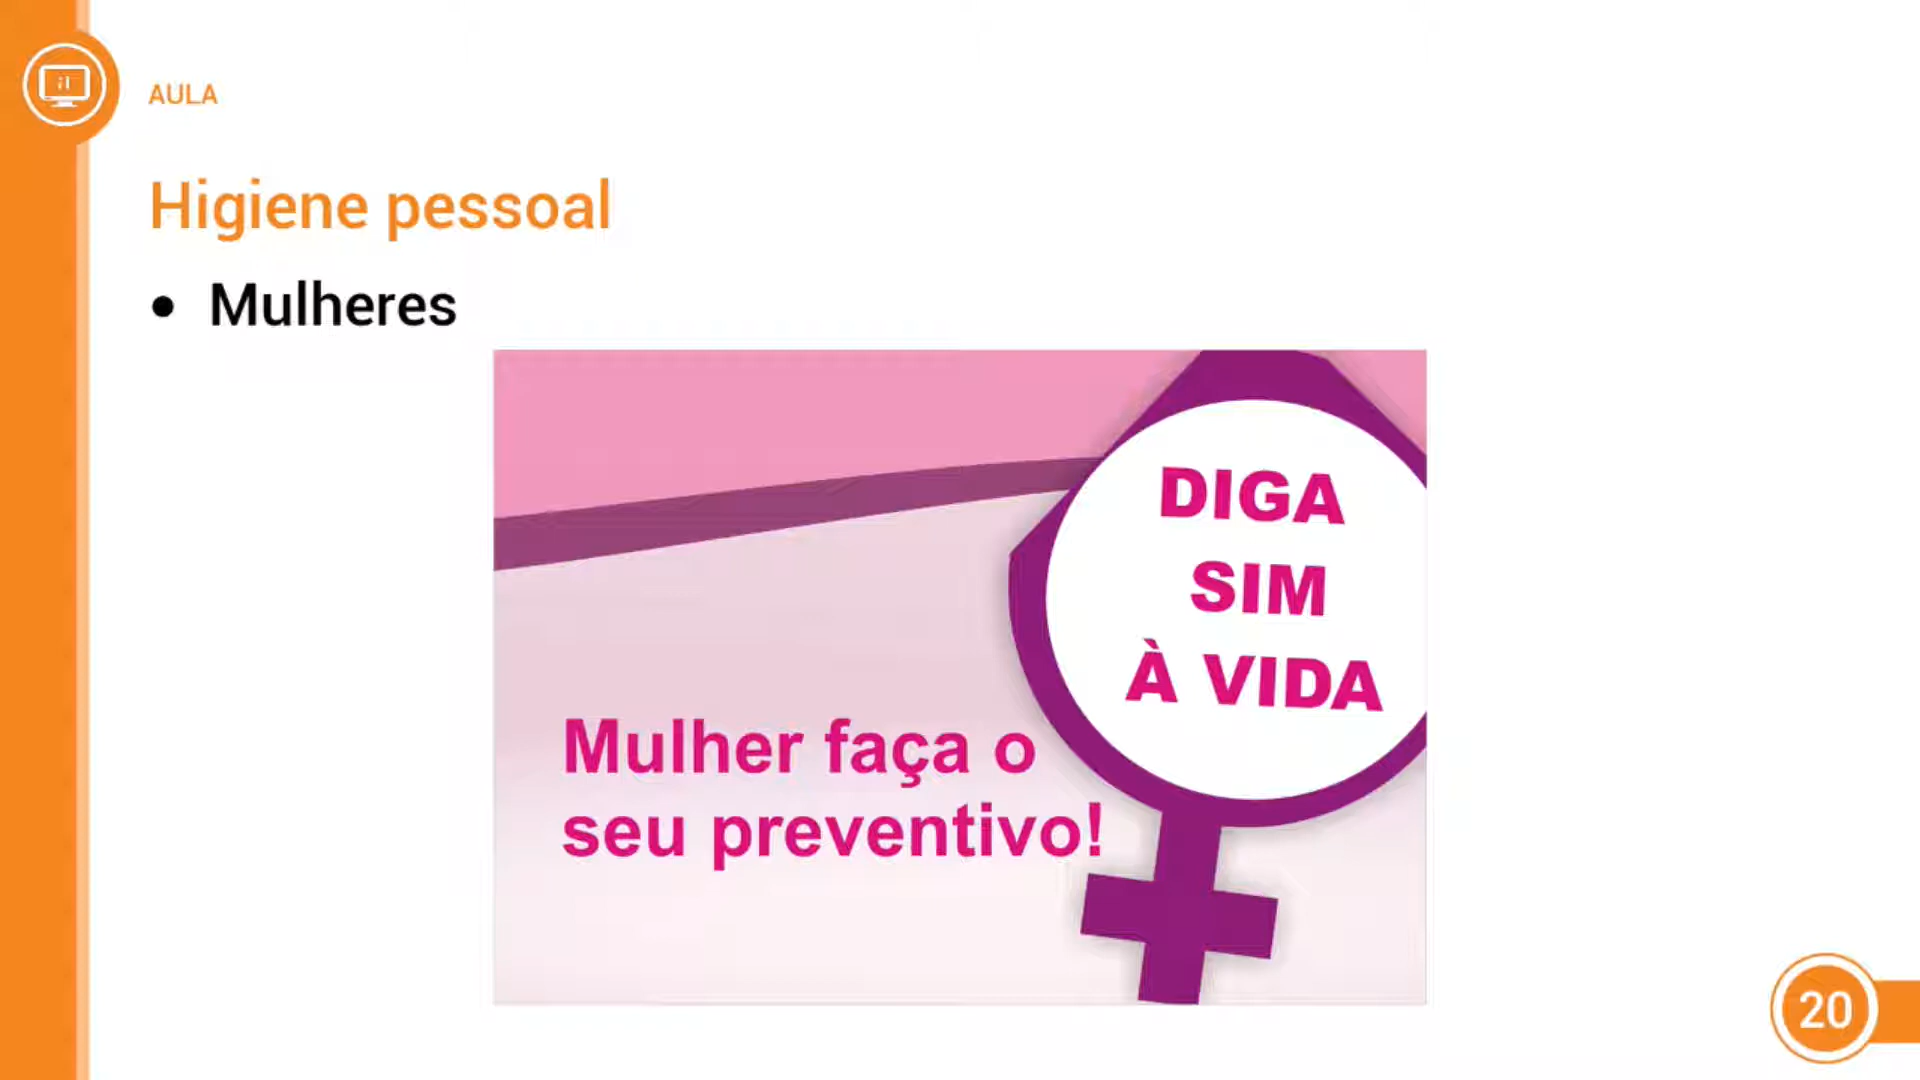 AULA
Higiene pessoal
• Mulheres
DIGA
SIM
À VIDA
Mulher faça o
seu preventivo!
20